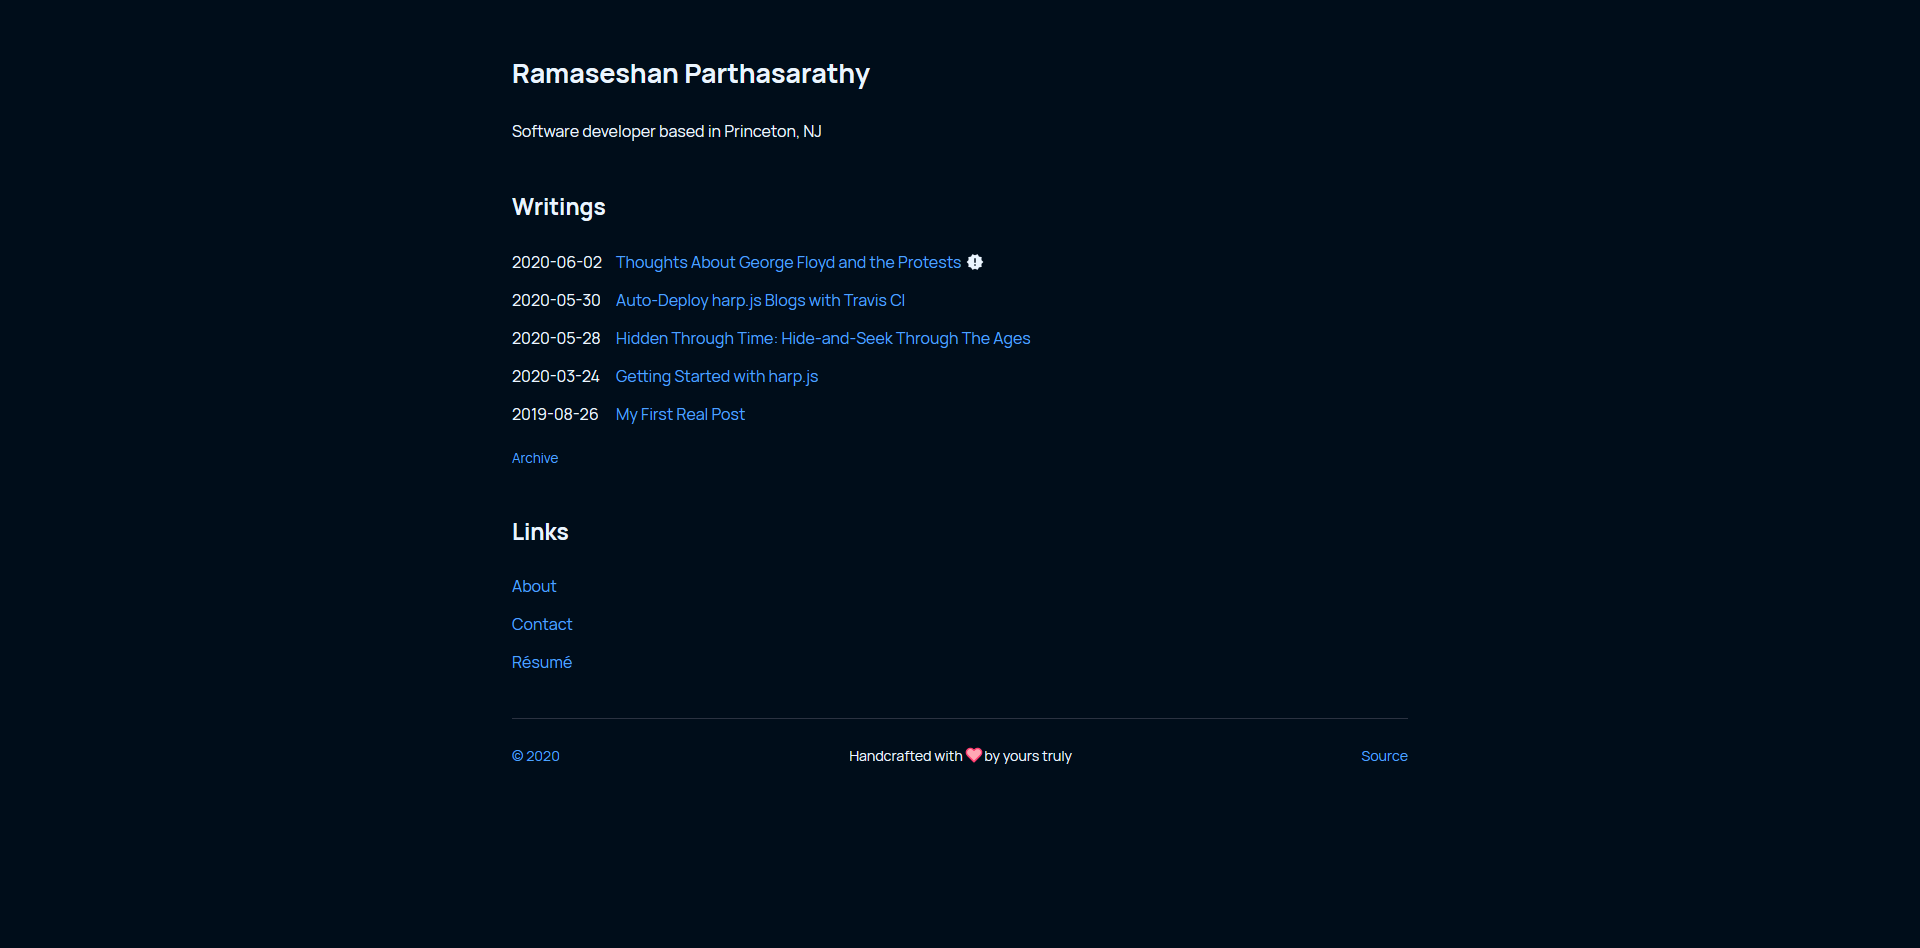 Ramaseshan Parthasarathy
Software developer based in Princeton, NJ
Writings
2020-06-02 Thoughts About George Floyd and the Protests
2020-05-30 Auto-Deploy harp.js Blogs with Travis CI
2020-05-28 Hidden Through Time: Hide-and-Seek Through The Ages
2020-03-24 Getting Started with harp.js
2019-08-26 My First Real Post
Archive
Links
About
Contact
Résumé
© 2020 Handcrafted with by yours truly Source